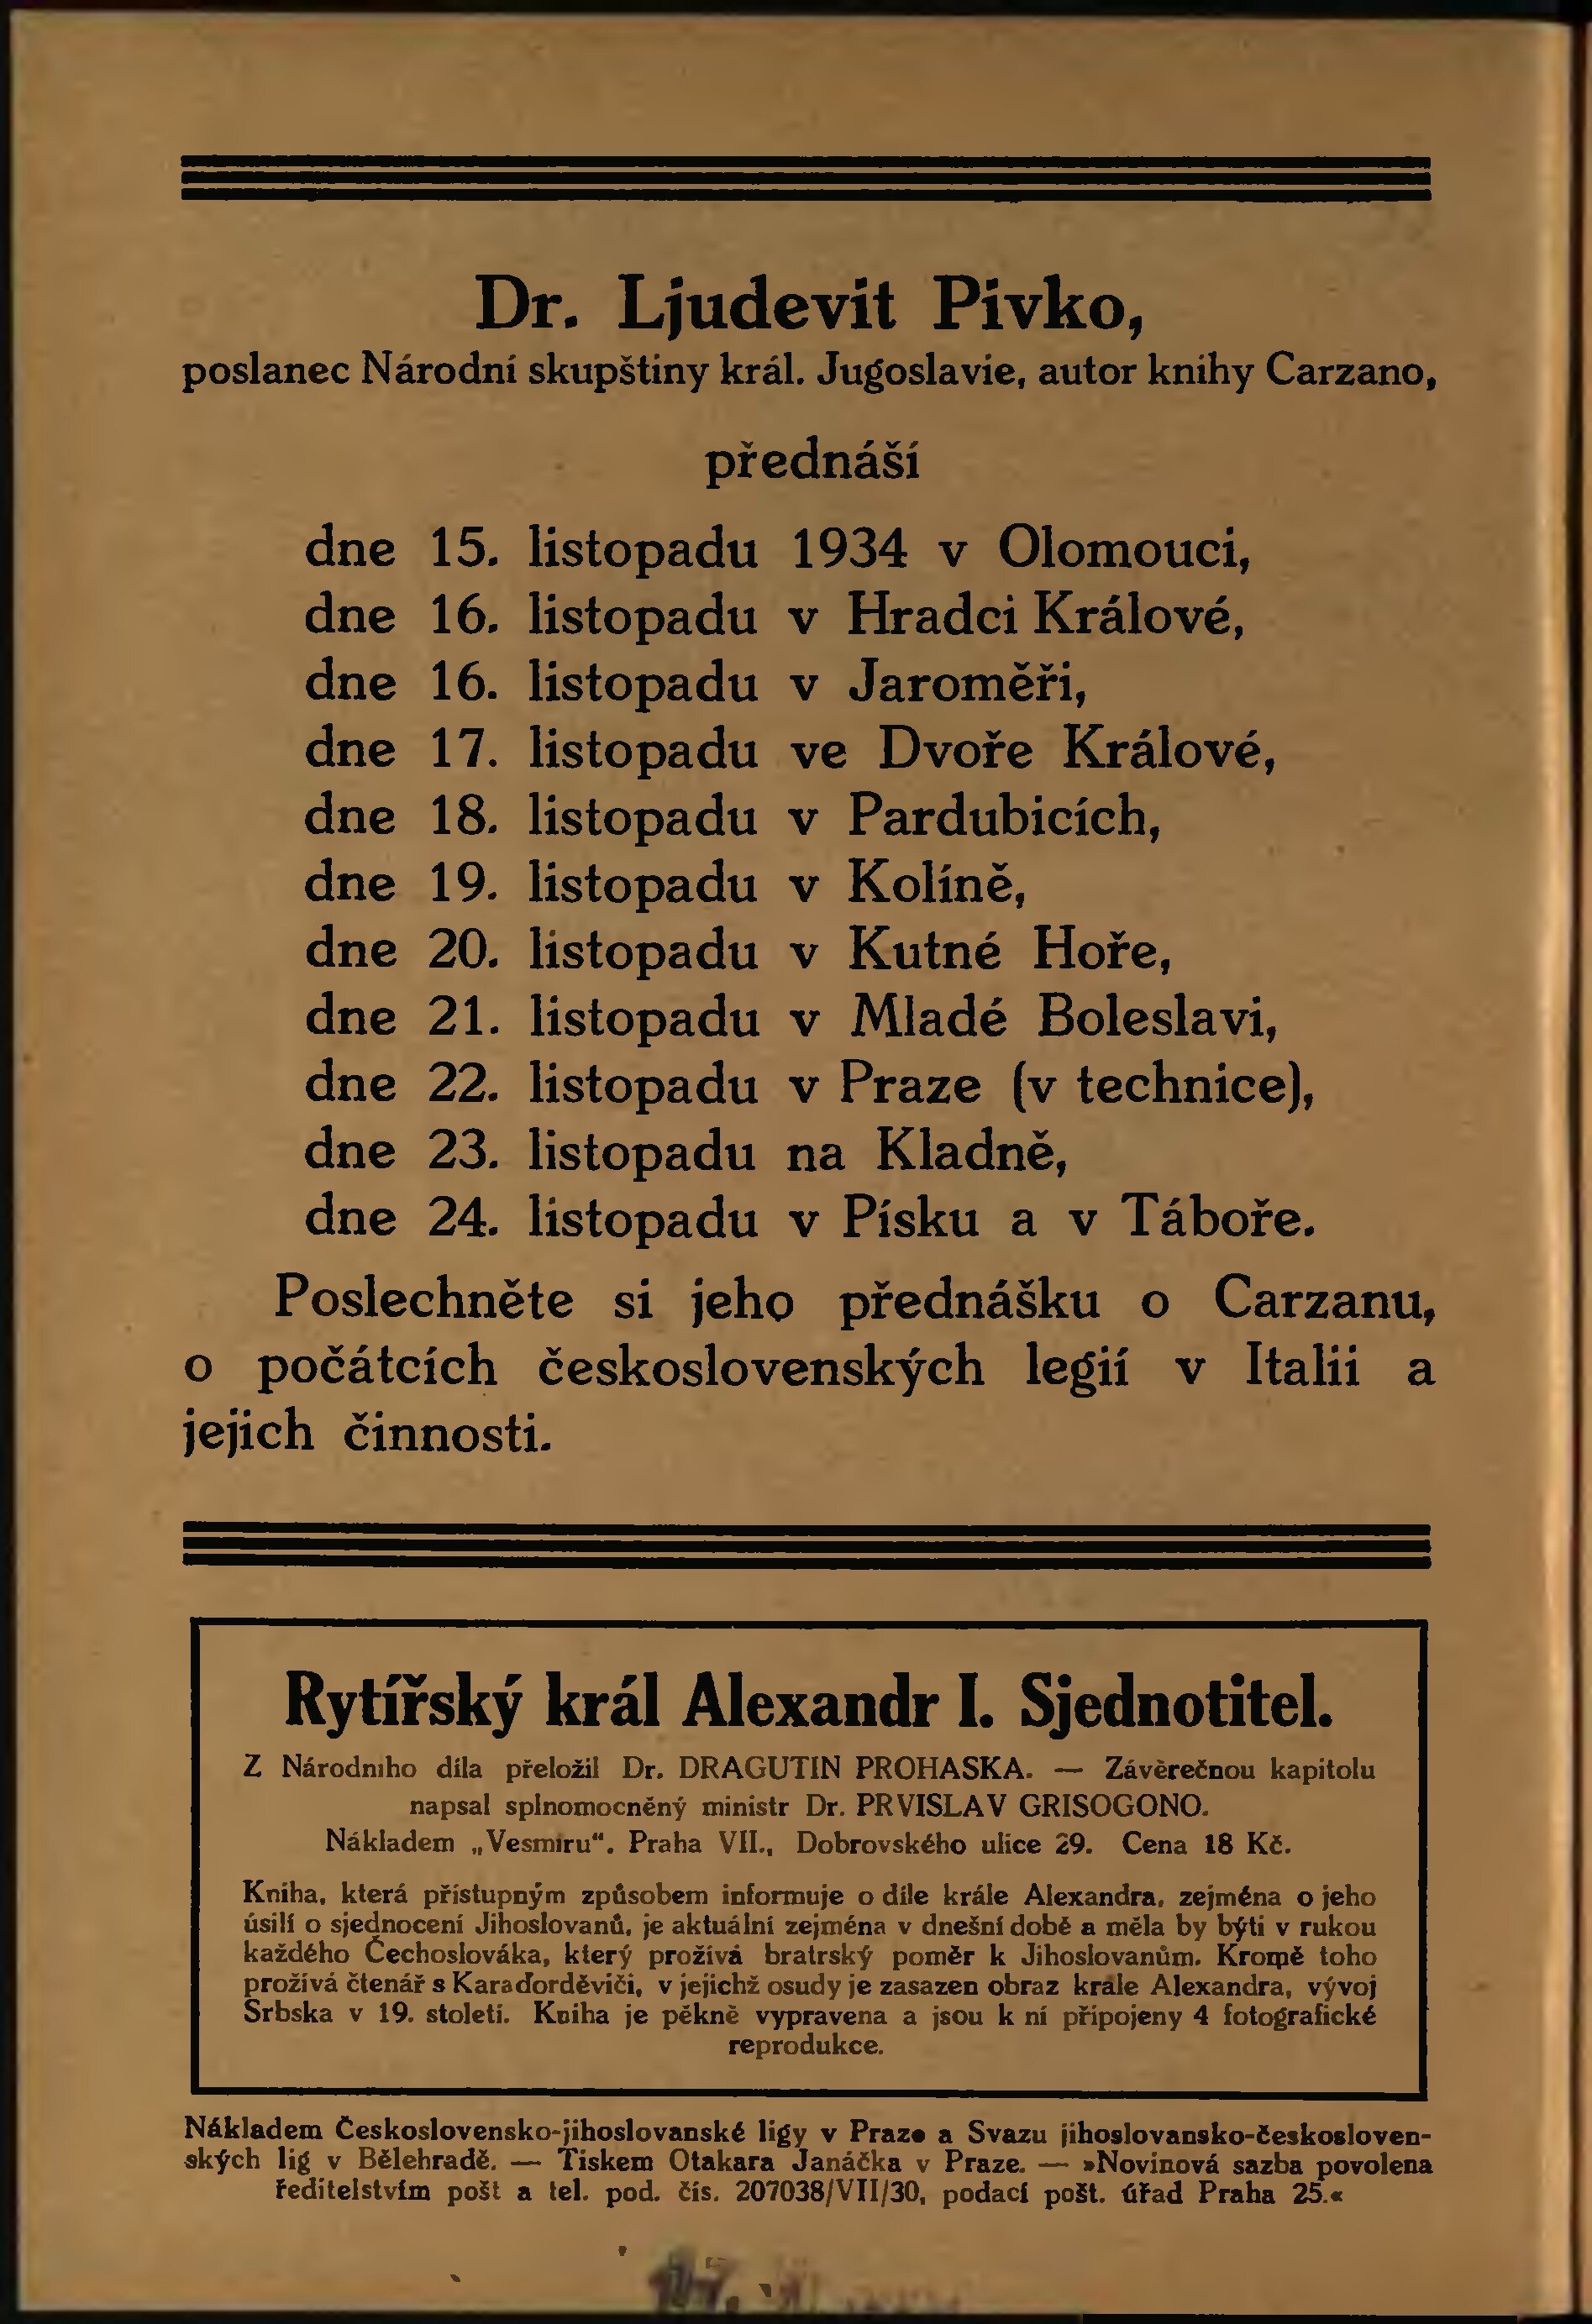 Dr. Ljudevit Pivko,
poslanec Národní skupštiny král. Jugoslavie, autor knihy Carzano,
přednáší
dne 15. listopadu 1934 v Olomouci,
dne 16. listopadu v Hradci Králové,
dne 16. listopadu v Jaroměři,
dne 17. listopadu ve Dvoře Králové,
dne 18. listopadu v Pardubicích,
dne 19. listopadu v Kolíně,
dne 20. listopadu v Kutné Hoře,
dne 21. listopadu v Mladé Boleslavi,
dne 22. listopadu v Praze (v technice),
dne 23. listopadu na Kladně,
dne 24. listopadu v Písku a v Táboře.
Poslechněte si jeho přednášku o Carzanu,
o počátcích československých legií v Italii a
jejich činnosti.
Rytířský král Alexandr I. Sjednotitel.
Z Národního díla přeložil Dr. DRAGUTIN PROHASKA. — Závěrečnou kapitolu
napsal splnomocněný ministr Dr. PRVISLAV GRISOGONO.
Nákladem „Vesmíru“. Praha VII., Dobrovského ulice 29. Cena 18 Kč.
Kniha, která přístupným způsobem informuje o díle krále Alexandra, zejména o jeho
úsilí o sjednocení Jihoslovanů, je aktuální zejména v dnešní době a měla by býti v rukou
každého Čechoslováka, který prožívá bratrský poměr k Jihoslovanům. Kromě toho
prožívá čtenář s Karaďorděviči, v jejichž osudy je zasazen obraz krále Alexandra, vývoj
Srbska v 19. století. Kniha je pěkně vypravena a jsou k ní připojeny 4 fotografické
reprodukce.
Nákladem Československo-jihoslovanské ligy v Praze a Svazu jihoslovansko-českosloven-
ských lig v Bělehradě. — Tiskem Otakara Janáčka v Praze. — »Novinová sazba povolena
ředitelstvím pošt a tel. pod. čís. 207038/VII/30, podací pošt. úřad Praha 25.«